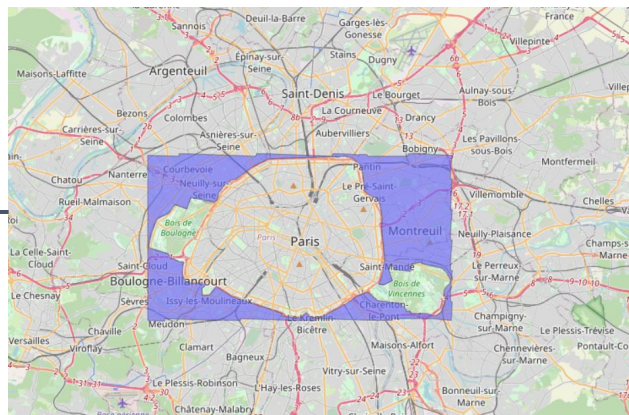 Deuil-la-Barre
Garges-lès-
Gonesse
France
Sannois
Villepinte
Épinay-sur-
Seine
Stains
Dugny
Maisons-Laffitte
Argenteuil
Saint-Denis
Le Bourget
Aulnay-sous-
Bois
Bezons
Colombes
La Courneuve
Drancy
Carrières-sur-
Seine
Asnières-sur-
Seine
Aubervilliers
Bobigny
Les Pavillons-
sous-Bois
Montfermeil
Chatou
Nanterre
Courbevoie
Neuilly-sur-
Seine
Pantin
Le Pré-Saint-
Gervais
Villemomble
Chelles
Rueil-Malmaison
Bois de
Boulogne
Paris
Paris
Montreuil
Neuilly-Plaisance
Champs-s
Marne
La Celle-Saint-
Cloud
Saint-Cloud
Saint-Mandé
Le Perreux-
sur-Marne
Boulogne-Billancourt
Bois de
Vincennes
Le Chesnay
Sèvres
Issy-les-Moulineaux
Charenton-
le-Pont
Champigny-
sur-Marne
Le Plessis-Trévise
Versailles
Chaville
Meudon
Le Kremlin-
Bicêtre
Viroflay
Clamart
Maisons-Alfort
Chennevières-
sur-Marne
Pontault-Co
Bagneux
Vitry-sur-Seine
Le Plessis-Robinson
L'Haÿ-les-Roses
Bonneuil-sur-
Marne
Châtenay-Malabry